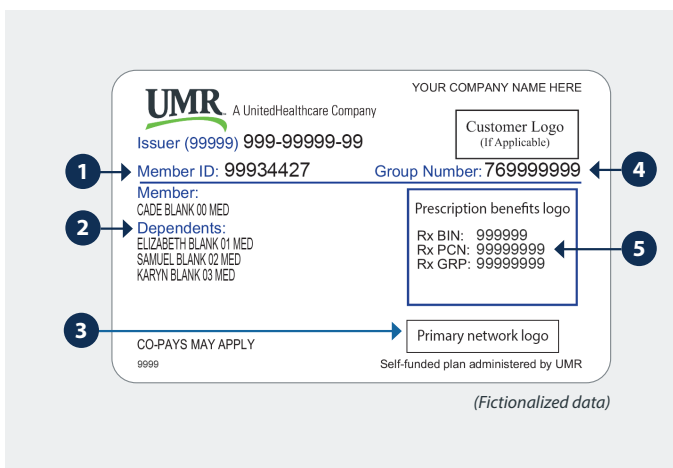 YOUR COMPANY NAME HERE
UMR A UnitedHealthcare Company
Customer Logo
(If Applicable)
Issuer (99999) 999-99999-99
1 Member ID: 99934427 Group Number: 769999999 4
Member:
CADE BLANK 00 MED
2 Dependents:
ELIZABETH BLANK 01 MED
SAMUEL BLANK 02 MED
KARYN BLANK 03 MED
Prescription benefits logo
Rx BIN: 999999
Rx PCN: 99999999 5
Rx GRP: 99999999
3 Primary network logo
CO-PAYS MAY APPLY
9999 Self-funded plan administered by UMR
(Fictionalized data)